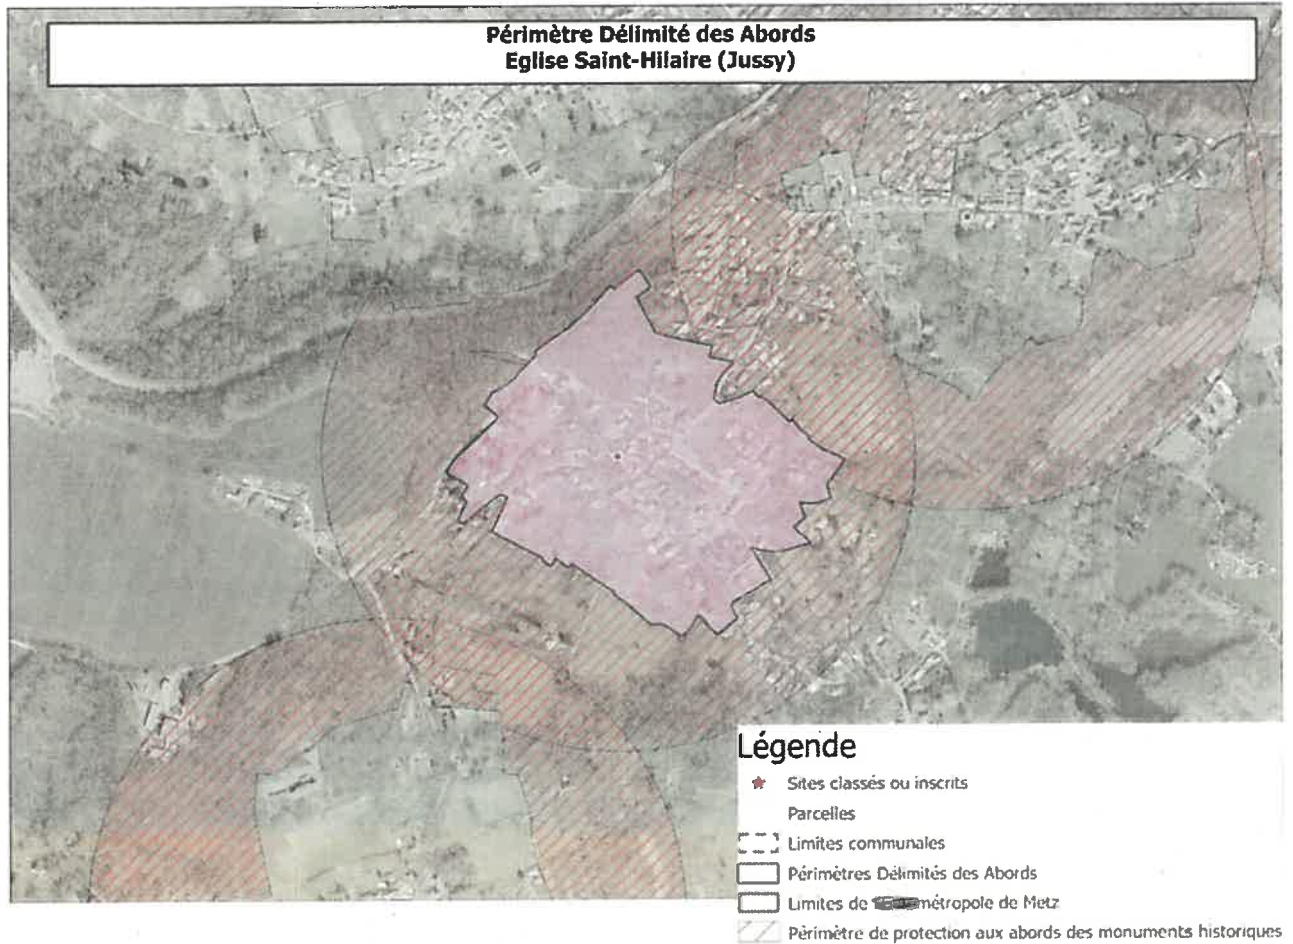 Périmètre Délimité des Abords
Eglise Saint-Hilaire (Jussy)
Légende
Sites classés ou inscrits
Parcelles
Limites communales
Périmètres Délimités des Abords
Limites de métropole de Metz
Périmètre de protection aux abords des monuments historiques